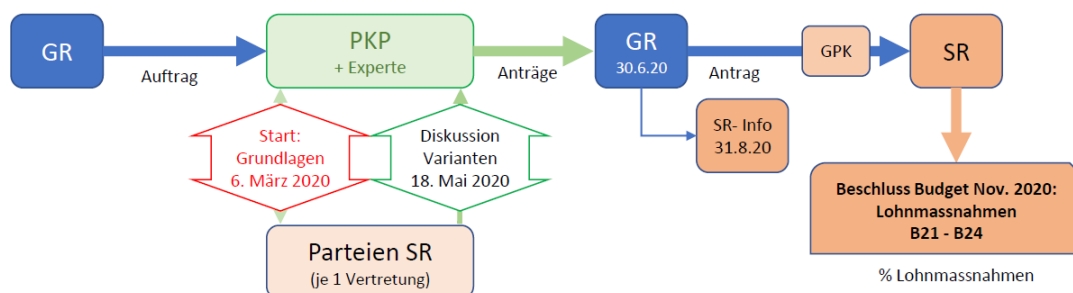 GR
Auftrag
PKP
+ Experte
Anträge
GR
30.6.20
Antrag
GPK
SR
SR- Info
31.8.20
Start:
Grundlagen
6. März 2020
Diskussion
Varianten
18. Mai 2020
Parteien SR
(je 1 Vertretung)
Beschluss Budget Nov. 2020:
Lohnmassnahmen
B21 - B24
% Lohnmassnahmen